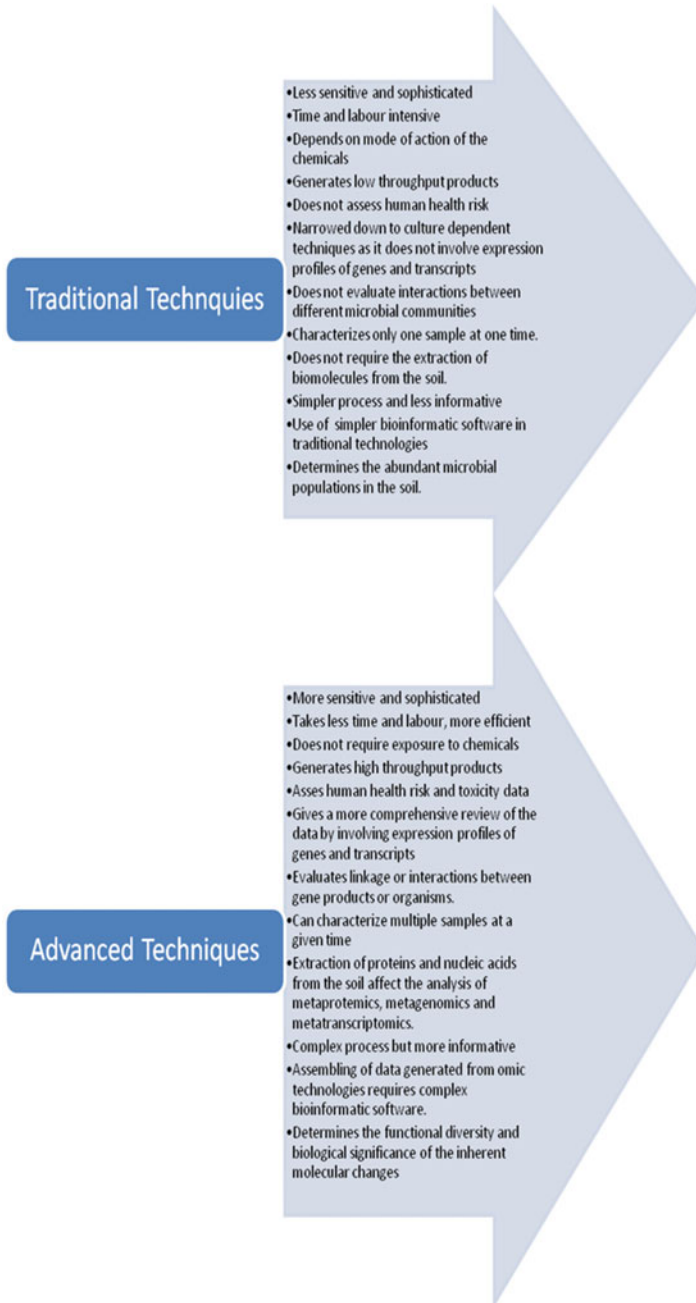 •Less sensitive and sophisticated
•Time and labour intensive
•Depends on mode of action of the
chemicals
•Generates low throughput products
•Does not assess human health risk
•Narrowed down to culture dependent
techniques as it does not involve expression
profiles of genes and transcripts
Traditional Technquies
•Does not evaluate interactions between
different microbial communities
•Characterizes only one sample at one time.
•Does not require the extraction of
biomolecules from the soil.
•Simpler process and less informative
•Use of simpler bioinformatic software in
traditional technologies
•Determines the abundant microbial
populations in the soil.
•More sensitive and sophisticated
•Takes less time and labour, more efficient
•Does not require exposure to chemicals
•Generates high throughput products
•Asses human health risk and toxicity data
•Gives a more comprehensive review of the
data by involving expression profiles of
genes and transcripts
•Evaluates linkage or interactions between
gene products or organisms.
Advanced Techniques
•Can characterize multiple samples at a
given time
•Extraction of proteins and nucleic acids
from the soil affect the analysis of
metaprotemics, metagenomics and
metatranscriptomics.
•Complex process but more informative
•Assembling of data generated from omic
technologies requires complex
bioinformatic software.
•Determines the functional diversity and
biological significance of the inherent
molecular changes